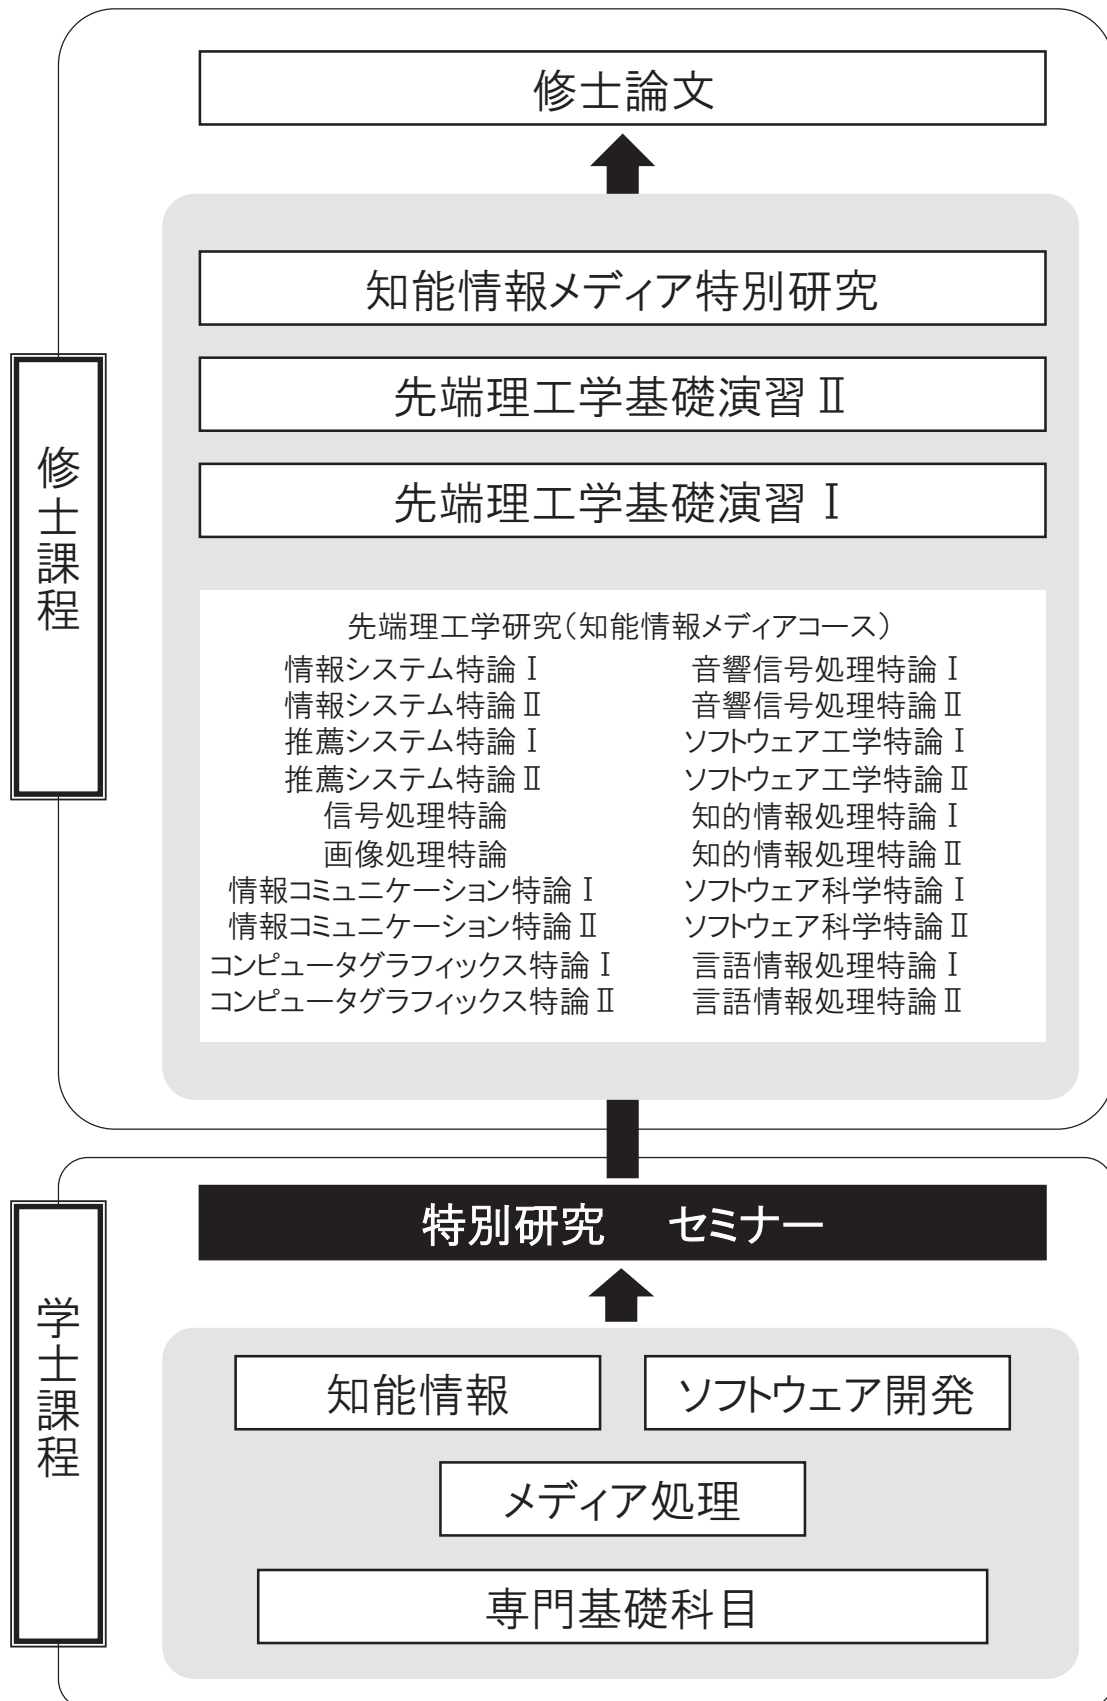 修士論文
知能情報メディア特別研究
先端理工学基礎演習Ⅱ
先端理工学基礎演習Ⅰ
修士課程
先端理工学研究（知能情報メディアコース）
情報システム特論Ⅰ
情報システム特論Ⅱ
推薦システム特論Ⅰ
推薦システム特論Ⅱ
信号処理特論
画像処理特論
情報コミュニケーション特論Ⅰ
情報コミュニケーション特論Ⅱ
コンピュータグラフィックス特論Ⅰ
コンピュータグラフィックス特論Ⅱ
音響信号処理特論Ⅰ
音響信号処理特論Ⅱ
ソフトウェア工学特論Ⅰ
ソフトウェア工学特論Ⅱ
知的情報処理特論Ⅰ
知的情報処理特論Ⅱ
ソフトウェア科学特論Ⅰ
ソフトウェア科学特論Ⅱ
言語情報処理特論Ⅰ
言語情報処理特論Ⅱ
特別研究　セミナー
学士課程
知能情報
ソフトウェア開発
メディア処理
専門基礎科目